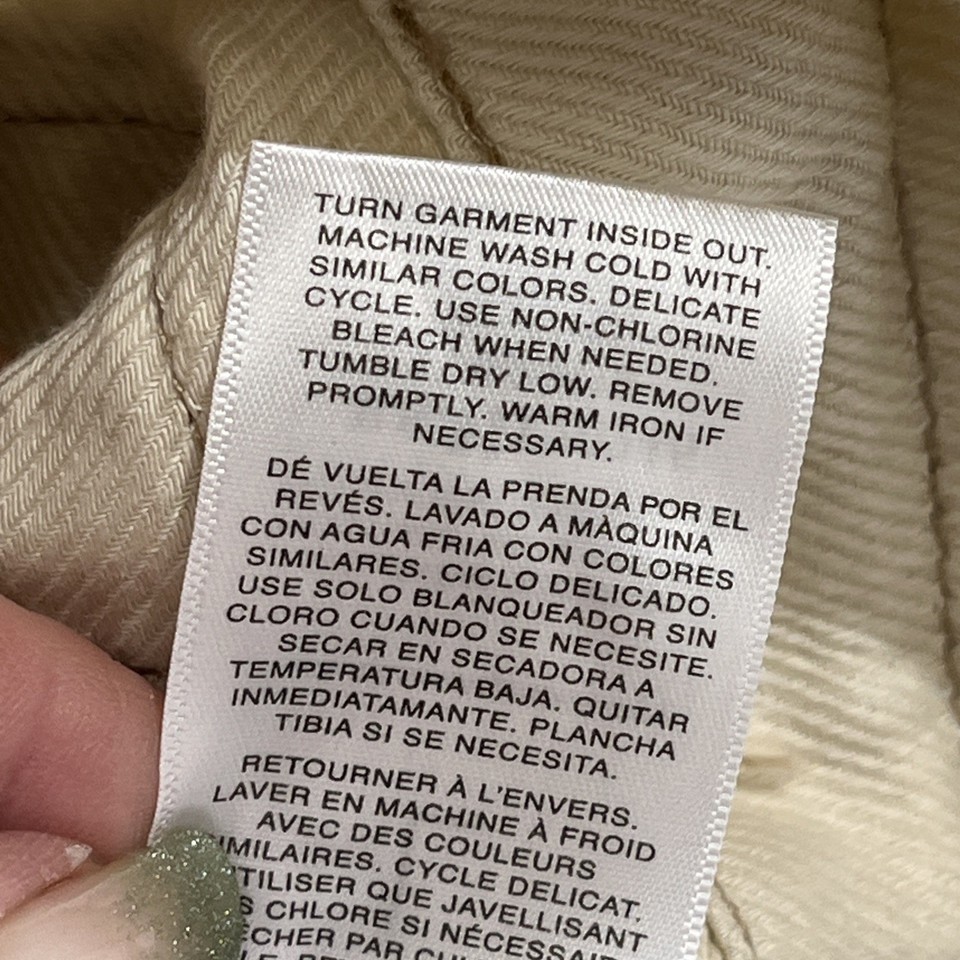 TURN GARMENT INSIDE OUT.
MACHINE WASH COLD WITH
SIMILAR COLORS. DELICATE
CYCLE. USE NON-CHLORINE
BLEACH WHEN NEEDED.
TUMBLE DRY LOW. REMOVE
PROMPTLY. WARM IRON IF
NECESSARY.
DÉ VUELTA LA PRENDA POR EL
REVÉS. LAVADO A MÀQUINA
CON AGUA FRIA CON COLORES
SIMILARES. CICLO DELICADO.
USE SOLO BLANQUEADOR SIN
CLORO CUANDO SE NECESITE.
SECAR EN SECADORA A
TEMPERATURA BAJA. QUITAR
INMEDIATAMANTE. PLANCHA
TIBIA SI SE NECESITA.
RETOURNER À L'ENVERS.
LAVER EN MACHINE À FROID
AVEC DES COULEURS
IMILAIRES. CYCLE DELICAT.
TILISER QUE JAVELLISANT
S CHLORE SI
CHER PAR